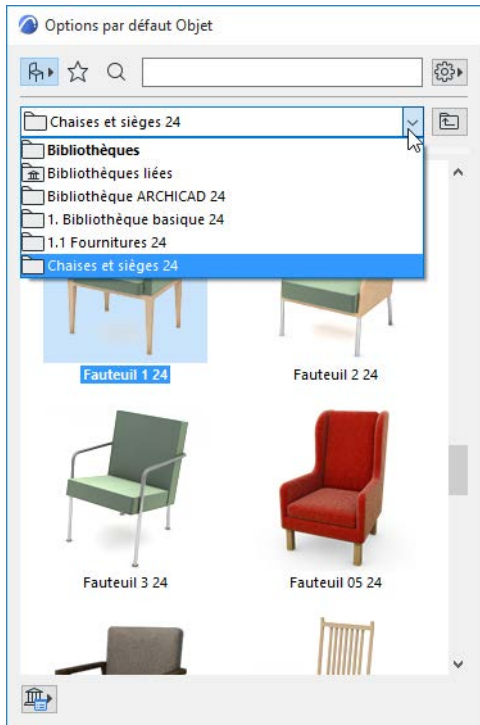 Options par défaut Objet
Chaises et sièges 24
Bibliothèques
Bibliothèques liées
Bibliothèque ARCHICAD 24
1. Bibliothèque basique 24
1.1 Fournitures 24
Chaises et sièges 24
Fauteuil 1 24
Fauteuil 2 24
Fauteuil 3 24
Fauteuil 05 24